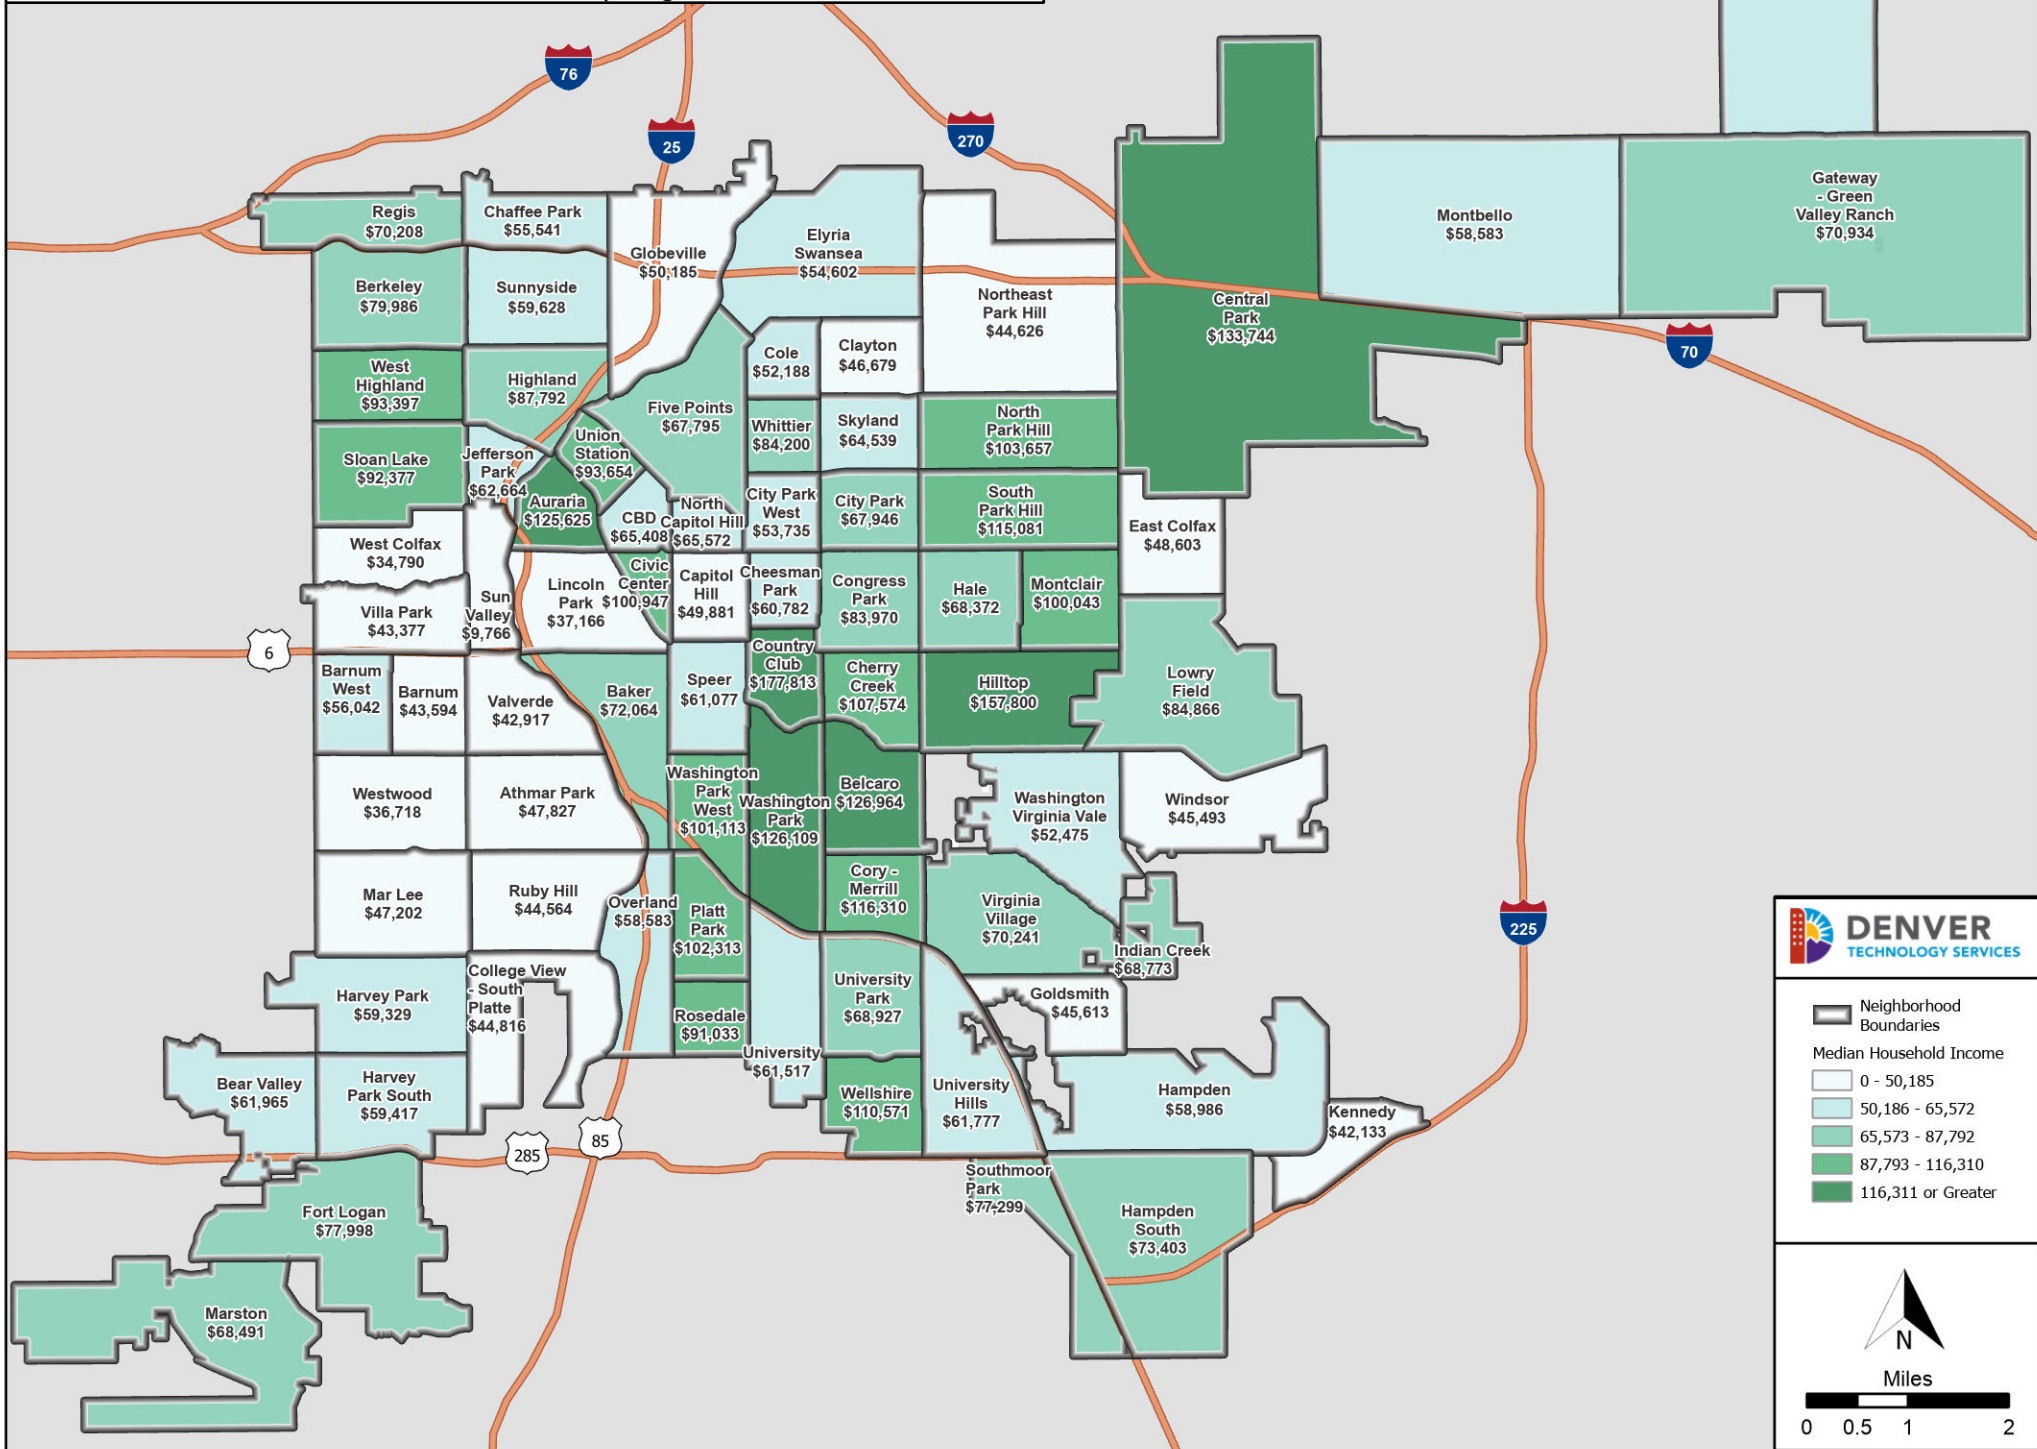 76
25
270
Regis
$70,208
Chaffee Park
$55,541
Globeville
$50,185
Elyria
Swansea
$54,602
Montbello
$58,583
Gateway
- Green
Valley Ranch
$70,934
Berkeley
$79,986
Sunnyside
$59,628
Northeast
Park Hill
$44,626
Central
Park
$133,744
70
West
Highland
$93,397
Highland
$87,792
Cole
$52,188
Clayton
$46,679
Five Points
$67,795
Whittier
$84,200
Skyland
$64,539
North
Park Hill
$103,657
Sloan Lake
$92,377
Jefferson
Park
$62,664
Union
Station
$93,654
Auraria
$125,625
CBD
$65,408
North
Capitol Hill
$65,572
City Park
West
$53,735
City Park
$67,946
South
Park Hill
$115,081
East Colfax
$48,603
West Colfax
$34,790
Villa Park
$43,377
Sun
Valley
$9,766
Lincoln
Park
$37,166
Civic
Center
$100,947
Capitol
Hill
$49,881
Cheesman
Park
$60,782
Congress
Park
$83,970
Hale
$68,372
Montclair
$100,043
6
Barnum
West
$56,042
Barnum
$43,594
Valverde
$42,917
Baker
$72,064
Speer
$61,077
Country
Club
$177,813
Cherry
Creek
$107,574
Hilltop
$157,800
Lowry
Field
$84,866
Westwood
$36,718
Athmar Park
$47,827
Washington
Park
West
$101,113
Washington
Park
$126,109
Belcaro
$126,964
Washington
Virginia Vale
$52,475
Windsor
$45,493
Mar Lee
$47,202
Ruby Hill
$44,564
Overland
$58,583
Platt
Park
$102,313
Cory -
Merrill
$116,310
Virginia
Village
$70,241
Indian Creek
$68,773
225
Harvey Park
$59,329
College View
- South
Platte
$44,816
Rosedale
$91,033
University
$61,517
University
Park
$68,927
Goldsmith
$45,613
Bear Valley
$61,965
Harvey
Park South
$59,417
Wellshire
$110,571
University
Hills
$61,777
Hampden
$58,986
Kennedy
$42,133
285
85
Fort Logan
$77,998
Southmoor
Park
$77,299
Hampden
South
$73,403
Marston
$68,491
DENVER
TECHNOLOGY SERVICES
Neighborhood
Boundaries
Median Household Income
0 - 50,185
50,186 - 65,572
65,573 - 87,792
87,793 - 116,310
116,311 or Greater
N
Miles
0 0.5 1 2